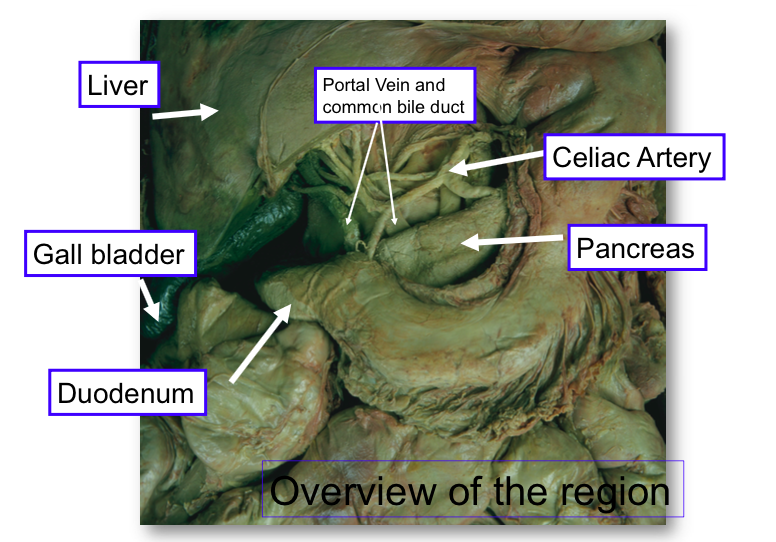 Liver
Portal Vein and
common bile duct
Celiac Artery
Gall bladder
Pancreas
Duodenum
Overview of the region